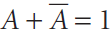 A + A̅ = 1